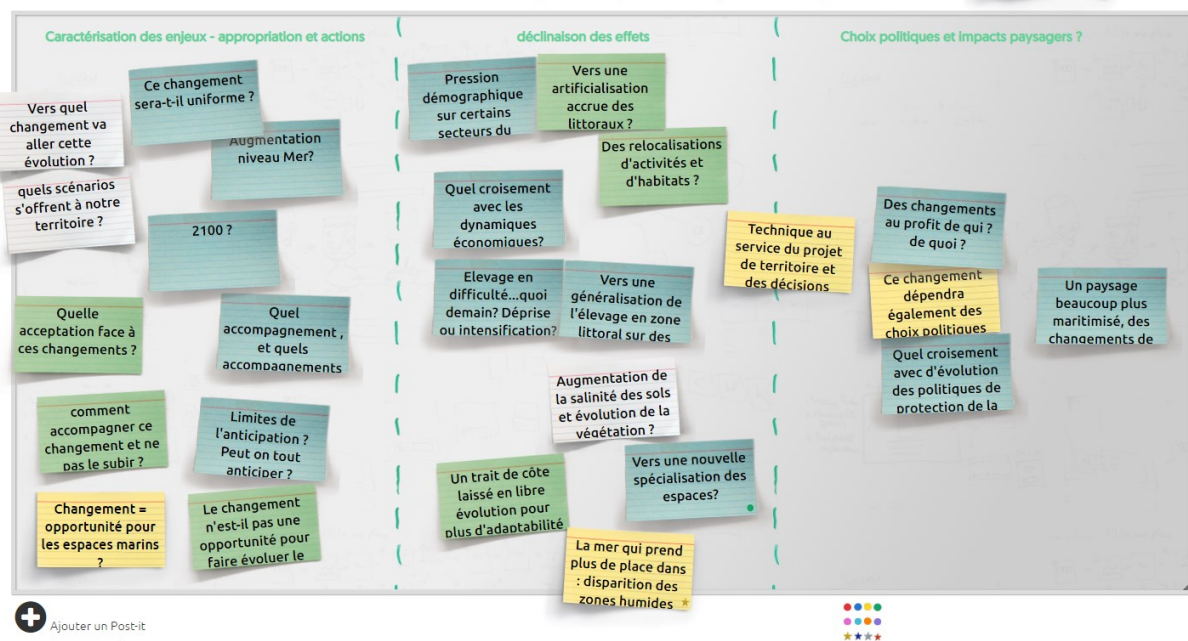 Caractérisation des enjeux - appropriation et actions
Vers quel
changement va
aller cette
évolution ?
Ce changement
sera-t-il uniforme ?
Augmentation
niveau Mer?
quels scénarios
s'offrent à notre
territoire ?
2100 ?
Quelle
acceptation face à
ces changements ?
Quel
accompagnement ,
et quels
accompagnements
comment
accompagner ce
changement et ne
pas le subir ?
Limites de
l'anticipation ?
Peut on tout
anticiper ?
Changement =
opportunité pour
les espaces marins
?
Le changement
n'est-il pas une
opportunité pour
faire évoluer le
déclinaison des effets
Pression
démographique
sur certains
secteurs du
Vers une
artificialisation
accrue des
littoraux ?
Des relocalisations
d'activités et
d'habitats ?
Quel croisement
avec les
dynamiques
économiques?
Elevage en
difficulté...quoi
demain? Déprise
ou intensification?
Vers une
généralisation de
l'élevage en zone
littoral sur des
Augmentation de
la salinité des sols
et évolution de la
végétation ?
Un trait de côte
laissé en libre
évolution pour
plus d'adaptabilité
Vers une nouvelle
spécialisation des
espaces?
La mer qui prend
plus de place dans
: disparition des
zones humides
Choix politiques et impacts paysagers ?
Technique au
service du projet
de territoire et
des décisions
Des changements
au profit de qui ?
de quoi ?
Ce changement
dépendra
également des
choix politiques
Quel croisement
avec d'évolution
des politiques de
protection de la
Un paysage
beaucoup plus
maritimisé, des
changements de
Ajouter un Post-it